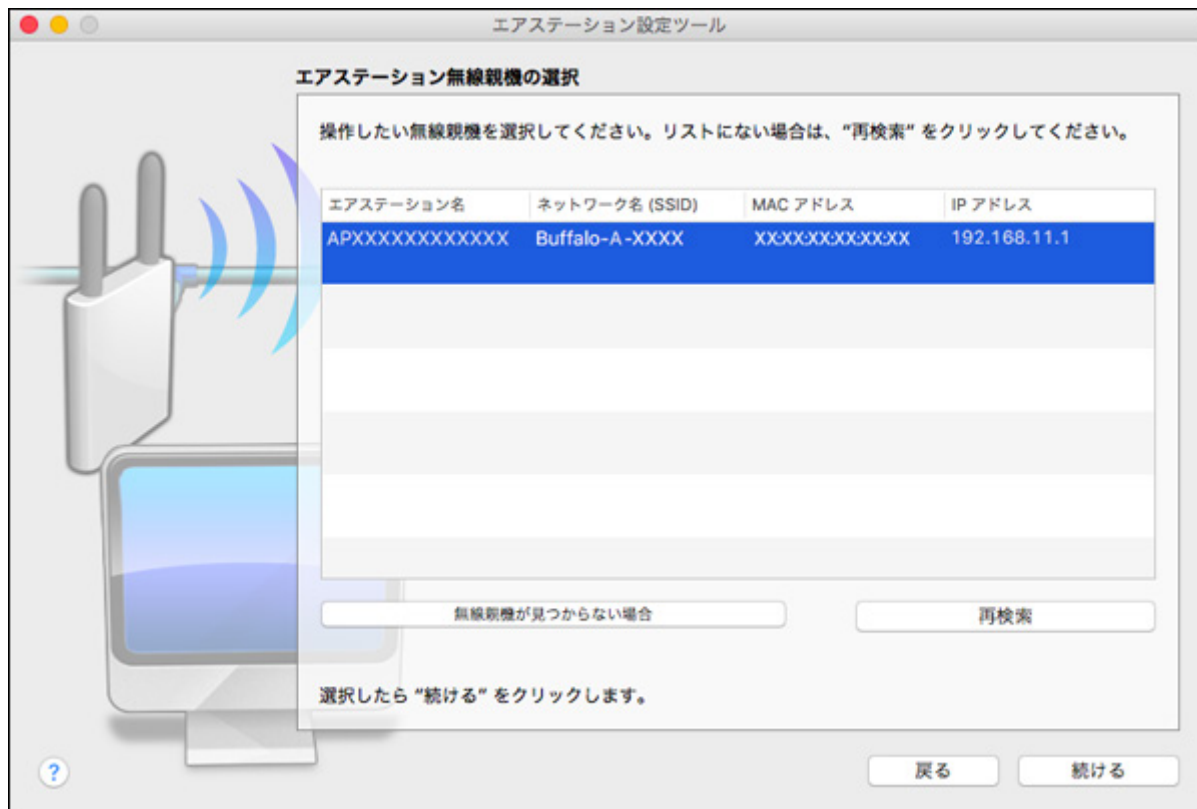 エアステーション設定ツール
エアステーション無線親機の選択
操作したい無線親機を選択してください。リストにない場合は、"再検索" をクリックしてください。
エアステーション名 ネットワーク名 (SSID) MAC アドレス IP アドレス
APXXXXXXXXXXXX Buffalo-A-XXXX XX:XX:XX:XX:XX:XX 192.168.11.1
無線親機が見つからない場合 再検索
選択したら "続ける" をクリックします。
? 戻る 続ける